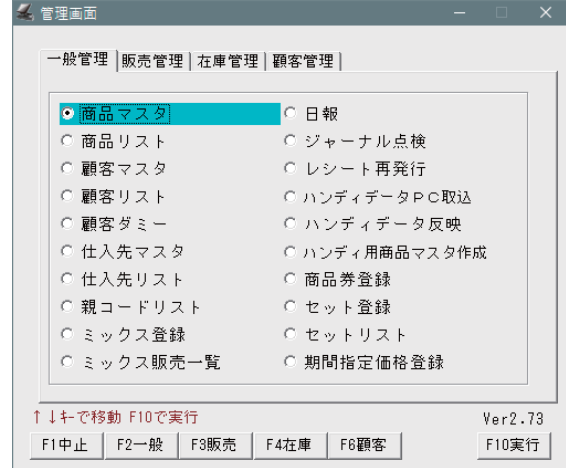 管理画面
一般管理 販売管理 在庫管理 顧客管理
商品マスタ
商品リスト
顧客マスタ
顧客リスト
顧客ダミー
仕入先マスタ
仕入先リスト
親コードリスト
ミックス登録
ミックス販売一覧
日報
ジャーナル点検
レシート再発行
ハンディデータPC取込
ハンディデータ反映
ハンディ用商品マスタ作成
商品券登録
セット登録
セットリスト
期間指定価格登録
↑↓キーで移動 F10で実行
Ver2.73
F1中止 F2一般 F3販売 F4在庫 F6顧客 F10実行